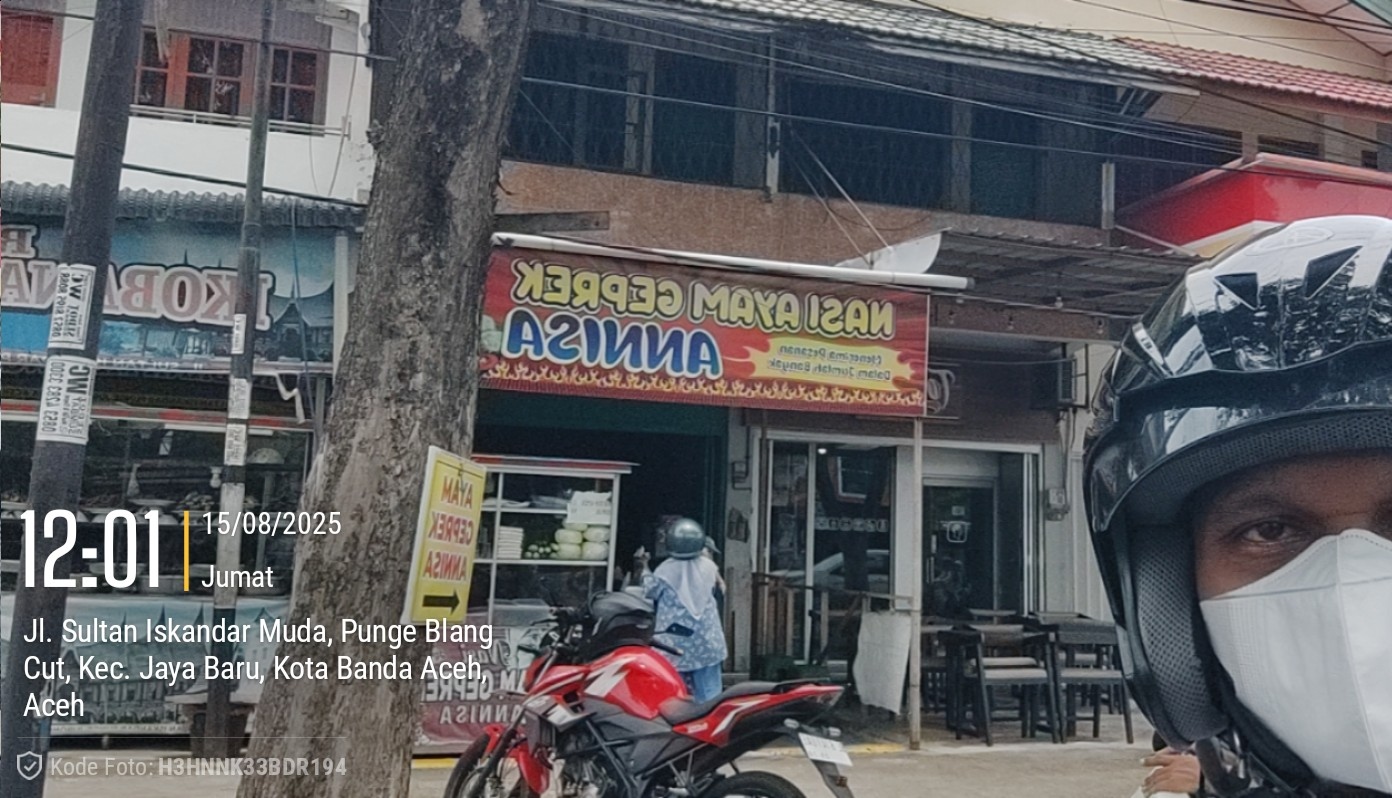 NASI AYAM GEPREK
ANNISA
Menerima Pesanan
Dalam Jumlah Banyak
AYAM
GEPREK
ANNISA
12:01
15/08/2025
Jumat
Jl. Sultan Iskandar Muda, Punge Blang
Cut, Kec. Jaya Baru, Kota Banda Aceh,
Aceh
Kode Foto: H3HNNK33BDR194